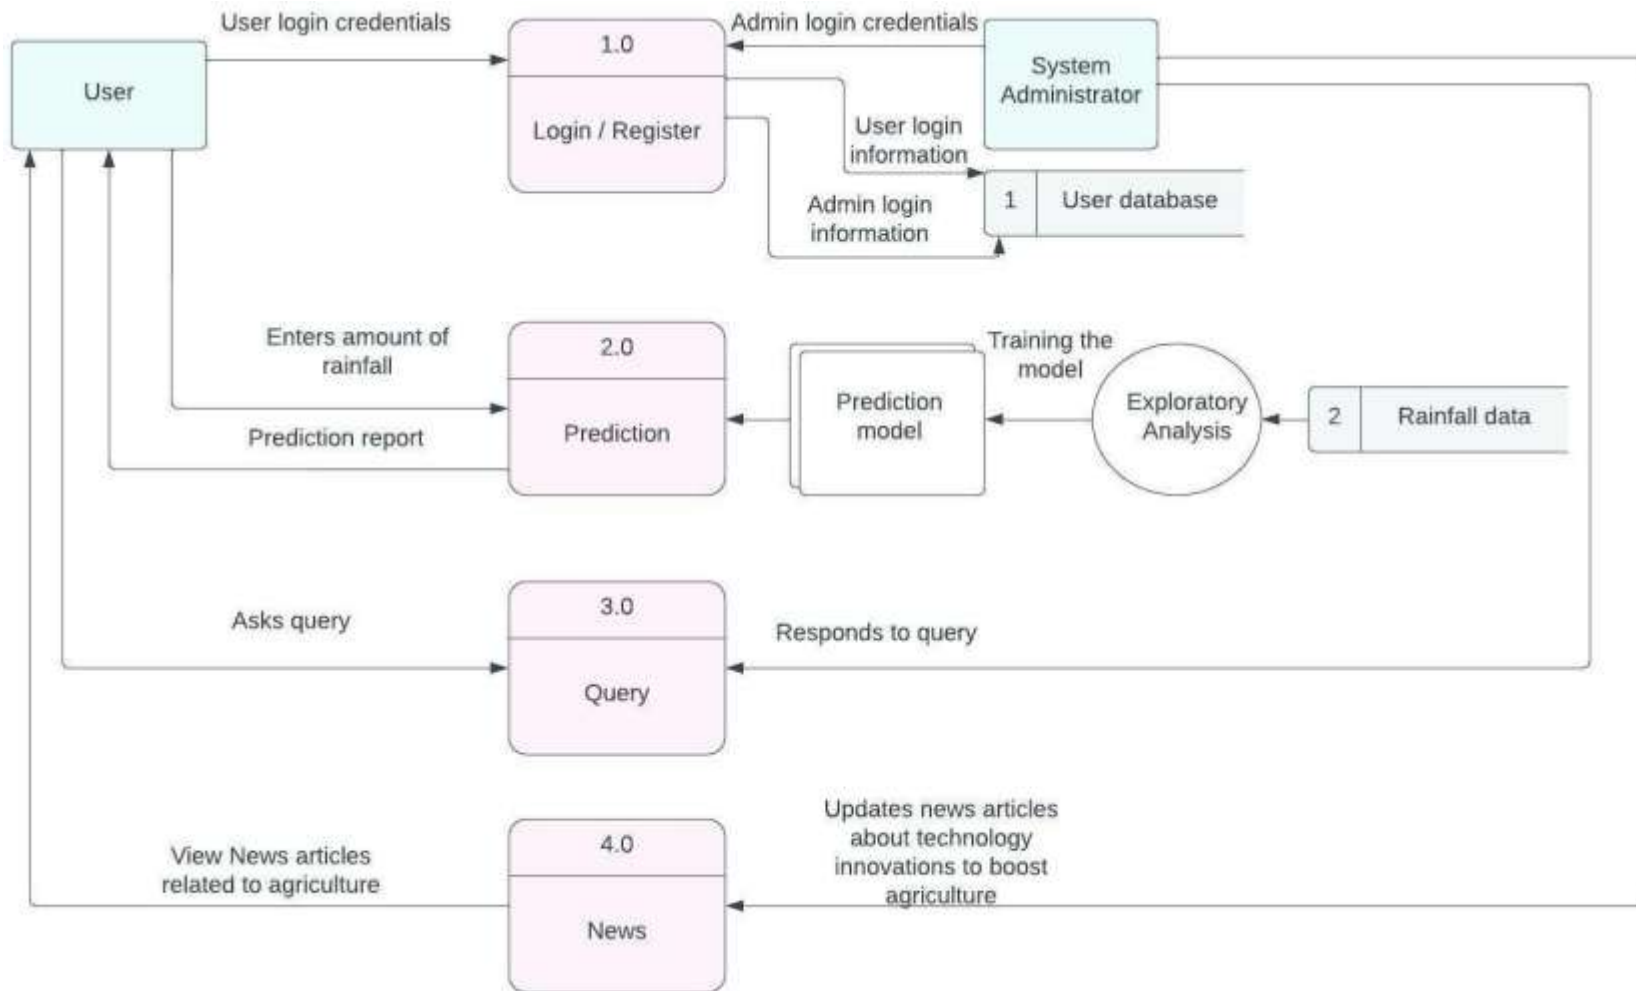 User login credentials
Admin login credentials
1.0
User
System
Administrator
Login / Register
User login
information
1
User database
Admin login
information
Enters amount of
rainfall
2.0
Training the
model
Prediction
model
Exploratory
Analysis
2
Rainfall data
Prediction report
Prediction
3.0
Asks query
Responds to query
Query
Updates news articles
about technology
innovations to boost
agriculture
4.0
View News articles
related to agriculture
News